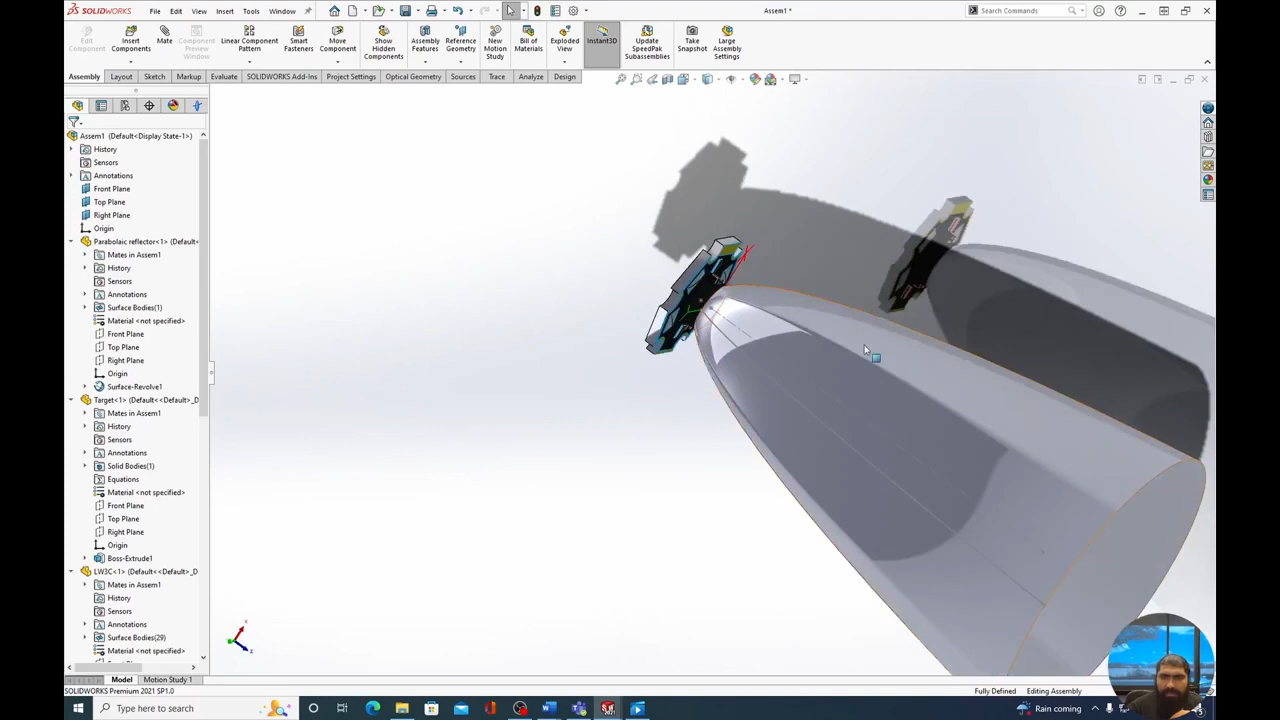 SOLIDWORKS File Edit View Insert Tools Window Assem1 * Search Commands
Edit Component Insert Components Mate Component Preview Window Linear Component Pattern Smart Fasteners Move Component Show Hidden Components Assembly Features Reference Geometry New Motion Study Bill of Materials Exploded View Instant3D Update SpeedPak Subassemblies Take Snapshot Large Assembly Settings
Assembly Layout Sketch Markup Evaluate SOLIDWORKS Add-Ins Project Settings Optical Geometry Sources Trace Analyze Design
Assem1 (Default<Display State-1>)
History
Sensors
Annotations
Front Plane
Top Plane
Right Plane
Origin
Parabolaic reflector<1> (Default<
Mates in Assem1
History
Sensors
Annotations
Surface Bodies(1)
Material <not specified>
Front Plane
Top Plane
Right Plane
Origin
Surface-Revolve1
Target<1> (Default<<Default>_D
Mates in Assem1
History
Sensors
Annotations
Solid Bodies(1)
Equations
Material <not specified>
Front Plane
Top Plane
Right Plane
Origin
Boss-Extrude1
LW3C<1> (Default<<Default>_D
Mates in Assem1
History
Sensors
Annotations
Surface Bodies(29)
Material <not specified>
Model Motion Study 1
SOLIDWORKS Premium 2021 SP1.0 Fully Defined Editing Assembly
Type here to search Rain coming